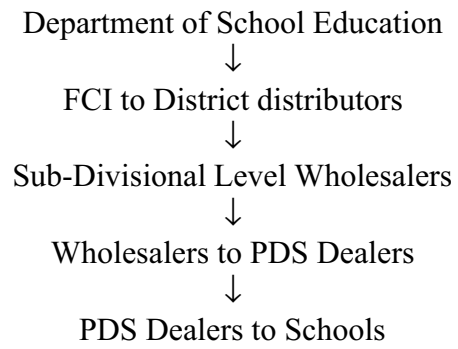 Department of School Education
↓
FCI to District distributors
↓
Sub-Divisional Level Wholesalers
↓
Wholesalers to PDS Dealers
↓
PDS Dealers to Schools